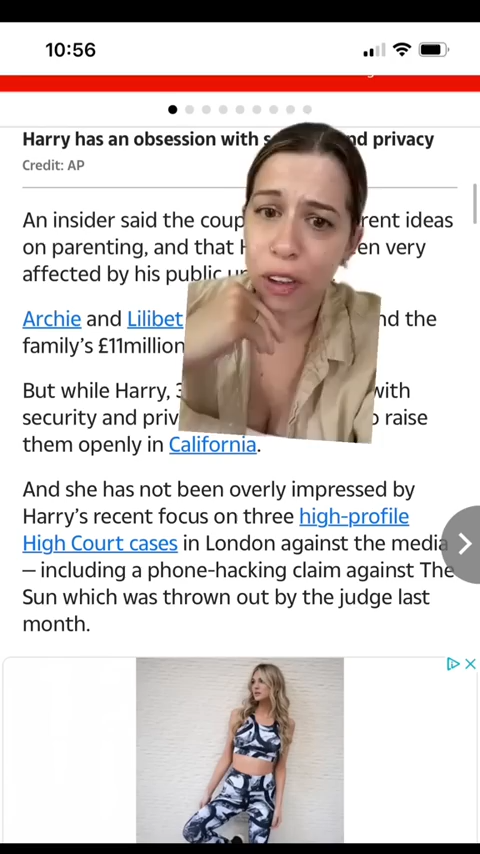 10:56
Harry has an obsession with s nd privacy
Credit: AP
An insider said the coup rent ideas
on parenting, and that H en very
affected by his public u
Archie and Lilibet nd the
family's £11million
But while Harry, 3 with
security and priv o raise
them openly in California.
And she has not been overly impressed by
Harry's recent focus on three high-profile
High Court cases in London against the media
– including a phone-hacking claim against The
Sun which was thrown out by the judge last
month.